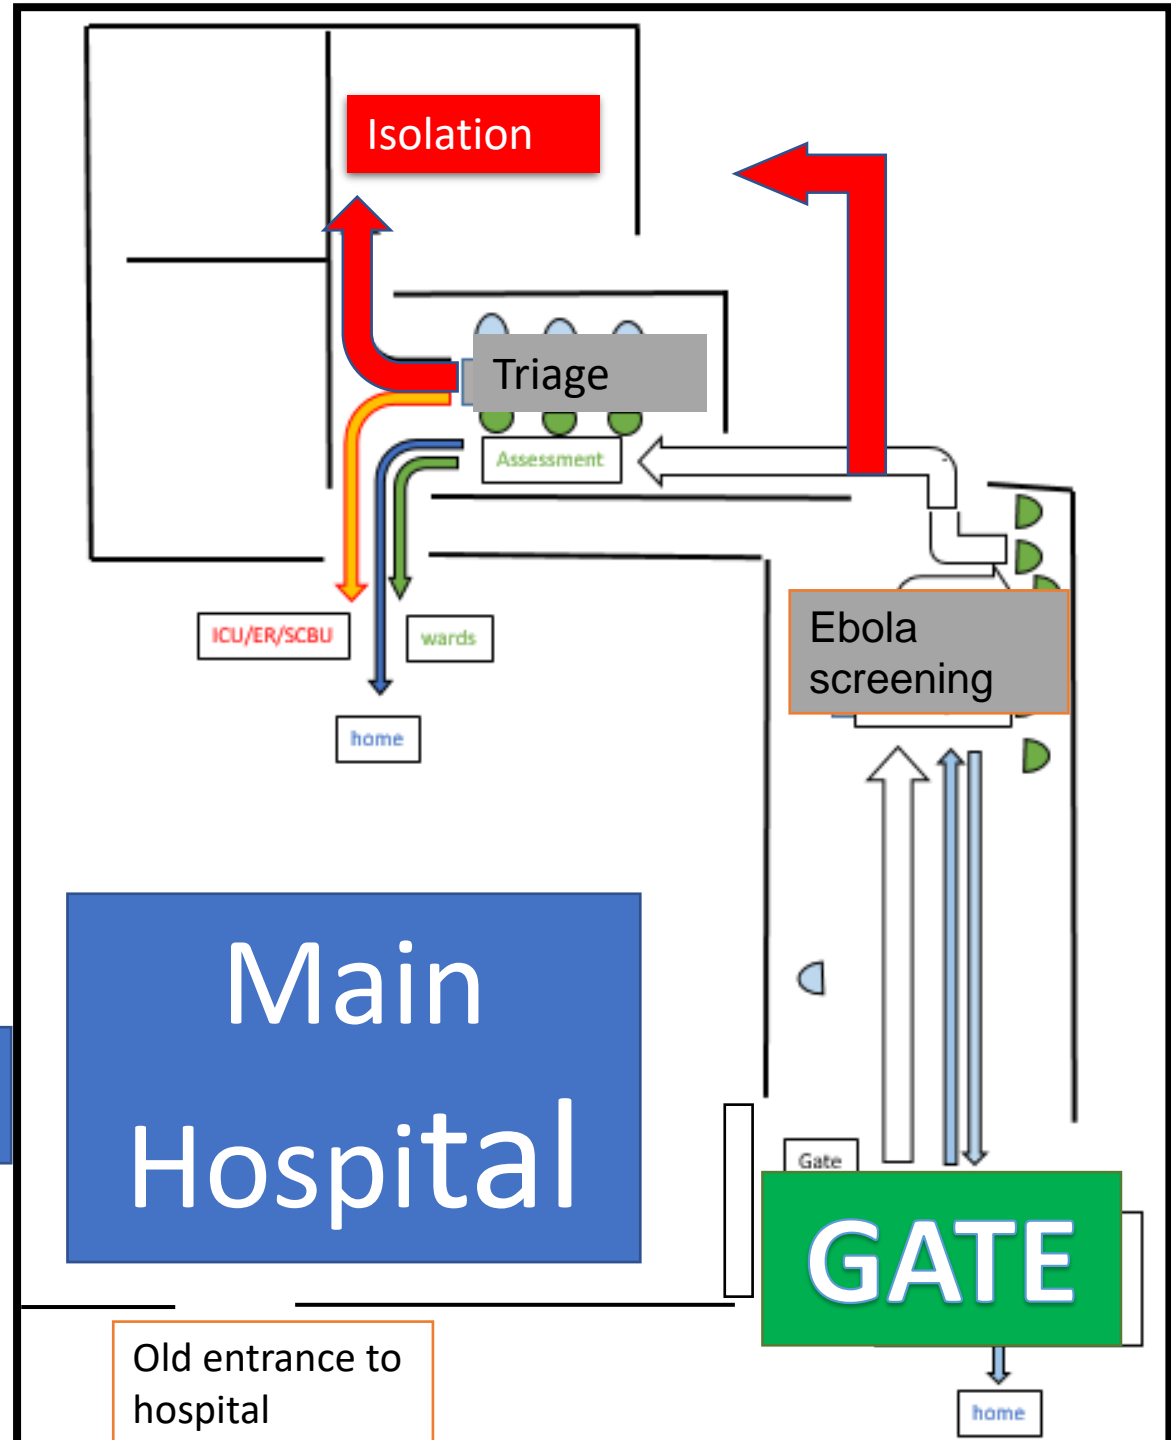 Isolation
Triage
Assessment
ICU/ER/SCBU
wards
home
Ebola
screening
Main
Hospital
Gate
GATE
Old entrance to
hospital
home